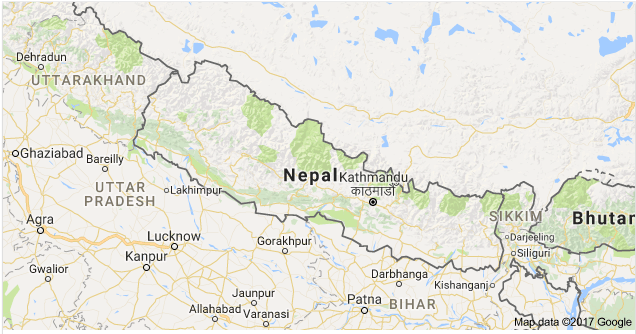 Dehradun
UTTARAKHAND
Ghaziabad
Bareilly
Nepal
Kathmandu
काठमाडौं
UTTAR
PRADESH
Lakhimpur
SIKKIM
Bhutan
Agra
Lucknow
Gorakhpur
Darjeeling
Siliguri
Kanpur
Gwalior
Darbhanga
Kishanganj
Jaunpur
Patna
BIHAR
Allahabad
Varanasi
Map data ©2017 Google